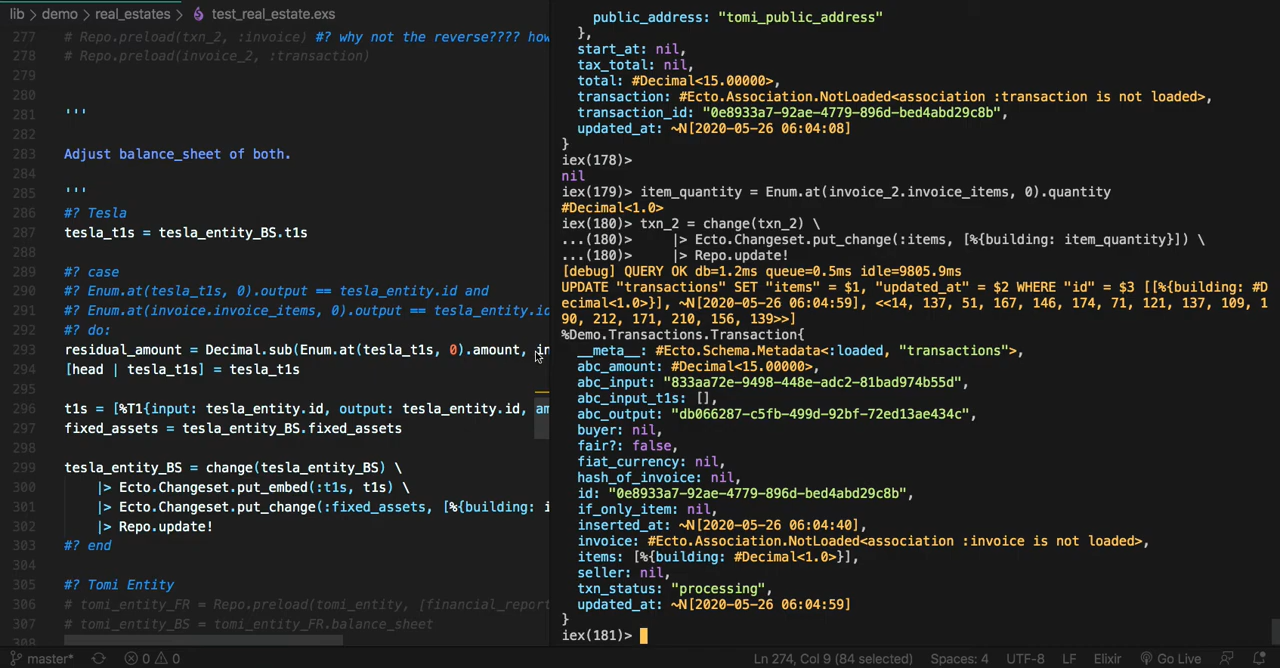 lib > demo > real_estates > test_real_estate.exs
277 # Repo.preload(txn_2, :invoice) #? why not the reverse???? how
278 # Repo.preload(invoice_2, :transaction)
279
280
281 '''
282
283 Adjust balance_sheet of both.
284
285 '''
286 #? Tesla
287 tesla_t1s = tesla_entity_BS.t1s
288
289 #? case
290 #? Enum.at(tesla_t1s, 0).output == tesla_entity.id and
291 #? Enum.at(invoice.invoice_items, 0).output == tesla_entity.id
292 #? do:
293 residual_amount = Decimal.sub(Enum.at(tesla_t1s, 0).amount, in
294 [head | tesla_t1s] = tesla_t1s
295
296 t1s = [%T1{input: tesla_entity.id, output: tesla_entity.id, am
297 fixed_assets = tesla_entity_BS.fixed_assets
298
299 tesla_entity_BS = change(tesla_entity_BS) \
300 |> Ecto.Changeset.put_embed(:t1s, t1s) \
301 |> Ecto.Changeset.put_change(:fixed_assets, [%{building: i
302 |> Repo.update!
303 #? end
304
305 #? Tomi Entity
306 # tomi_entity_FR = Repo.preload(tomi_entity, [financial_report
307 # tomi_entity_BS = tomi_entity_FR.balance_sheet
308
public_address: "tomi_public_address"
},
start_at: nil,
tax_total: nil,
total: #Decimal<15.00000>,
transaction: #Ecto.Association.NotLoaded<association :transaction is not loaded>,
transaction_id: "0e8933a7-92ae-4779-896d-bed4abd29c8b",
updated_at: ~N[2020-05-26 06:04:08]
}
iex(178)>
nil
iex(179)> item_quantity = Enum.at(invoice_2.invoice_items, 0).quantity
#Decimal<1.0>
iex(180)> txn_2 = change(txn_2) \
...(180)> |> Ecto.Changeset.put_change(:items, [%{building: item_quantity}]) \
...(180)> |> Repo.update!
[debug] QUERY OK db=1.2ms queue=0.5ms idle=9805.9ms
UPDATE "transactions" SET "items" = $1, "updated_at" = $2 WHERE "id" = $3 [[%{building: #D
ecimal<1.0>}], ~N[2020-05-26 06:04:59], <<14, 137, 51, 167, 146, 174, 71, 121, 137, 109, 1
90, 212, 171, 210, 156, 139>>]
%Demo.Transactions.Transaction{
__meta__: #Ecto.Schema.Metadata<:loaded, "transactions">,
abc_amount: #Decimal<15.00000>,
abc_input: "833aa72e-9498-448e-adc2-81bad974b55d",
abc_input_t1s: [],
abc_output: "db066287-c5fb-499d-92bf-72ed13ae434c",
buyer: nil,
fair?: false,
fiat_currency: nil,
hash_of_invoice: nil,
id: "0e8933a7-92ae-4779-896d-bed4abd29c8b",
if_only_item: nil,
inserted_at: ~N[2020-05-26 06:04:40],
invoice: #Ecto.Association.NotLoaded<association :invoice is not loaded>,
items: [%{building: #Decimal<1.0>}],
seller: nil,
txn_status: "processing",
updated_at: ~N[2020-05-26 06:04:59]
}
iex(181)>
master* 0 0 Ln 274, Col 9 (84 selected) Spaces: 4 UTF-8 LF Elixir Go Live